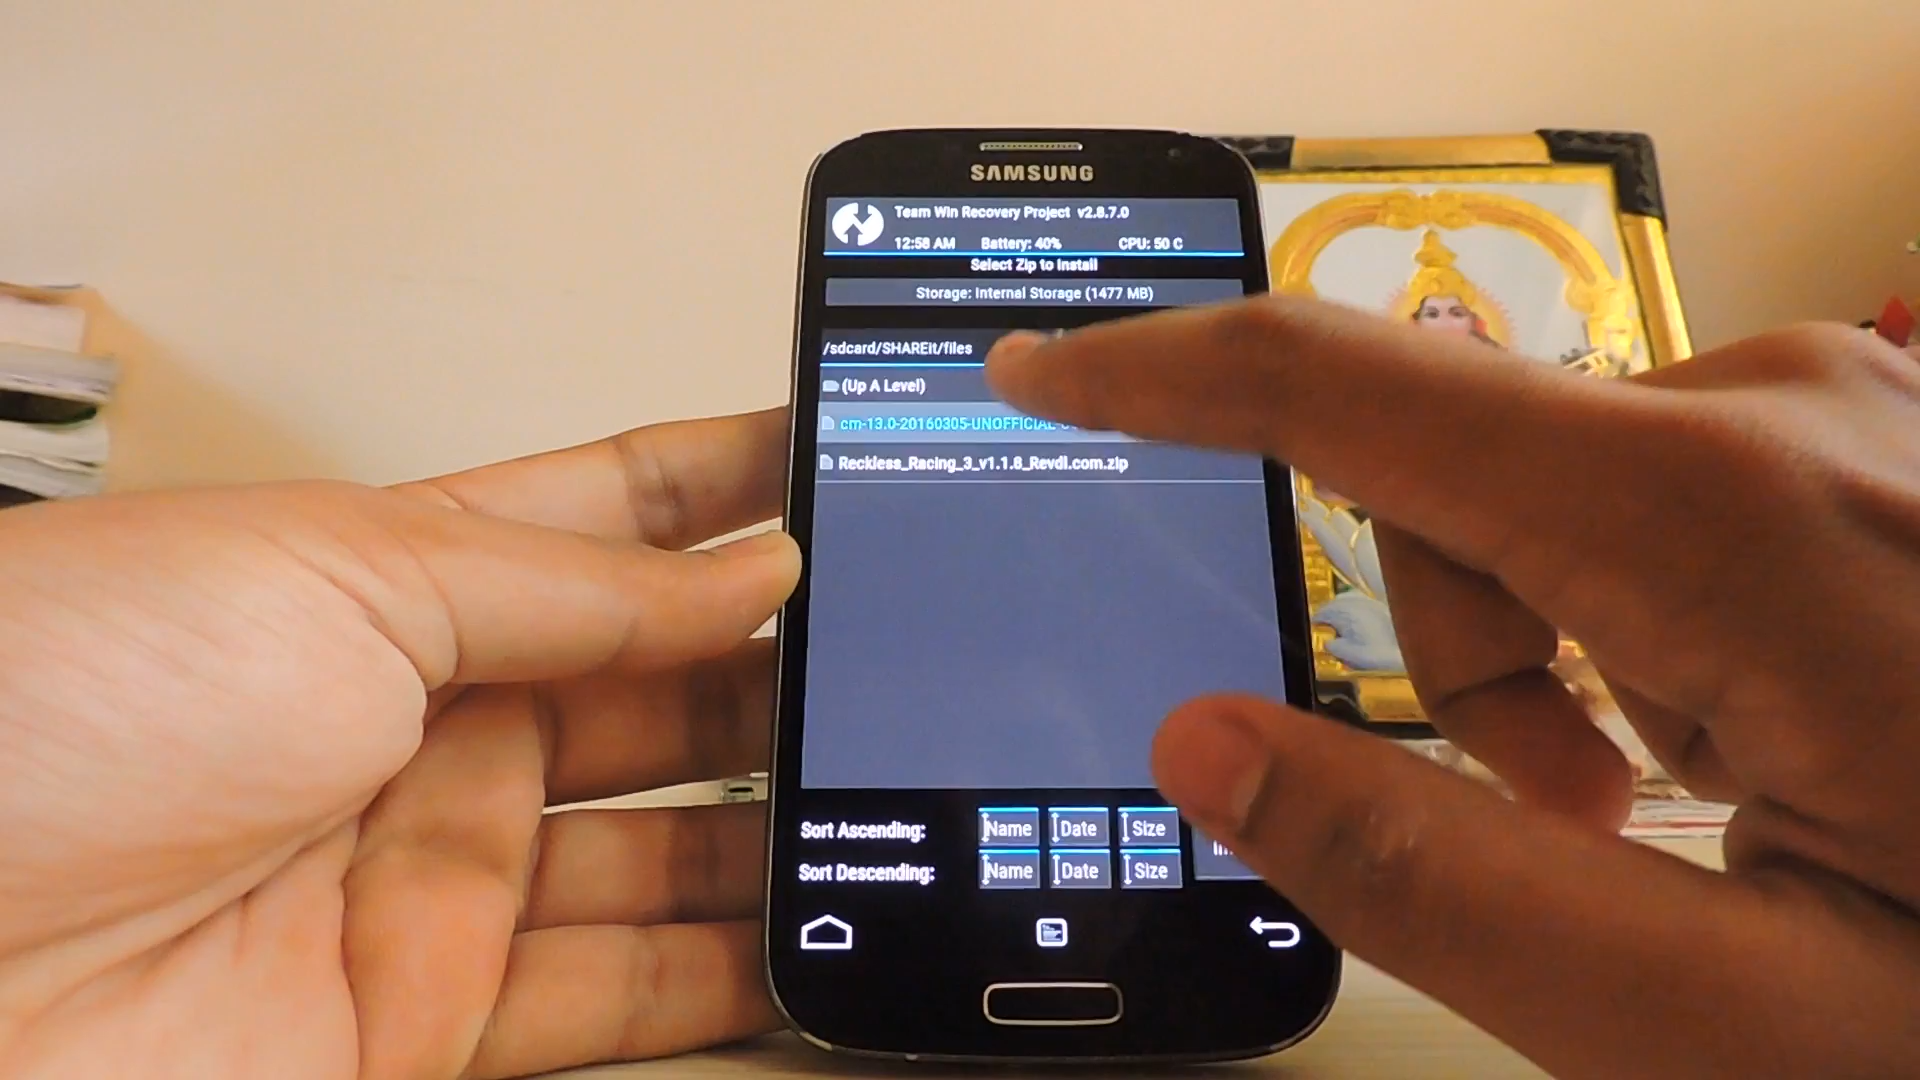 SAMSUNG
Team Win Recovery Project v2.8.7.0
12:58 AM Battery: 40% CPU: 50 C
Select Zip to Install
Storage: Internal Storage (1477 MB)
/sdcard/SHAREit/files
(Up A Level)
cm-13.0-20160305-UNOFFICIAL-
Reckless_Racing_3_v1.1.8_Revdl.com.zip
Sort Ascending: Name Date Size
Sort Descending: Name Date Size